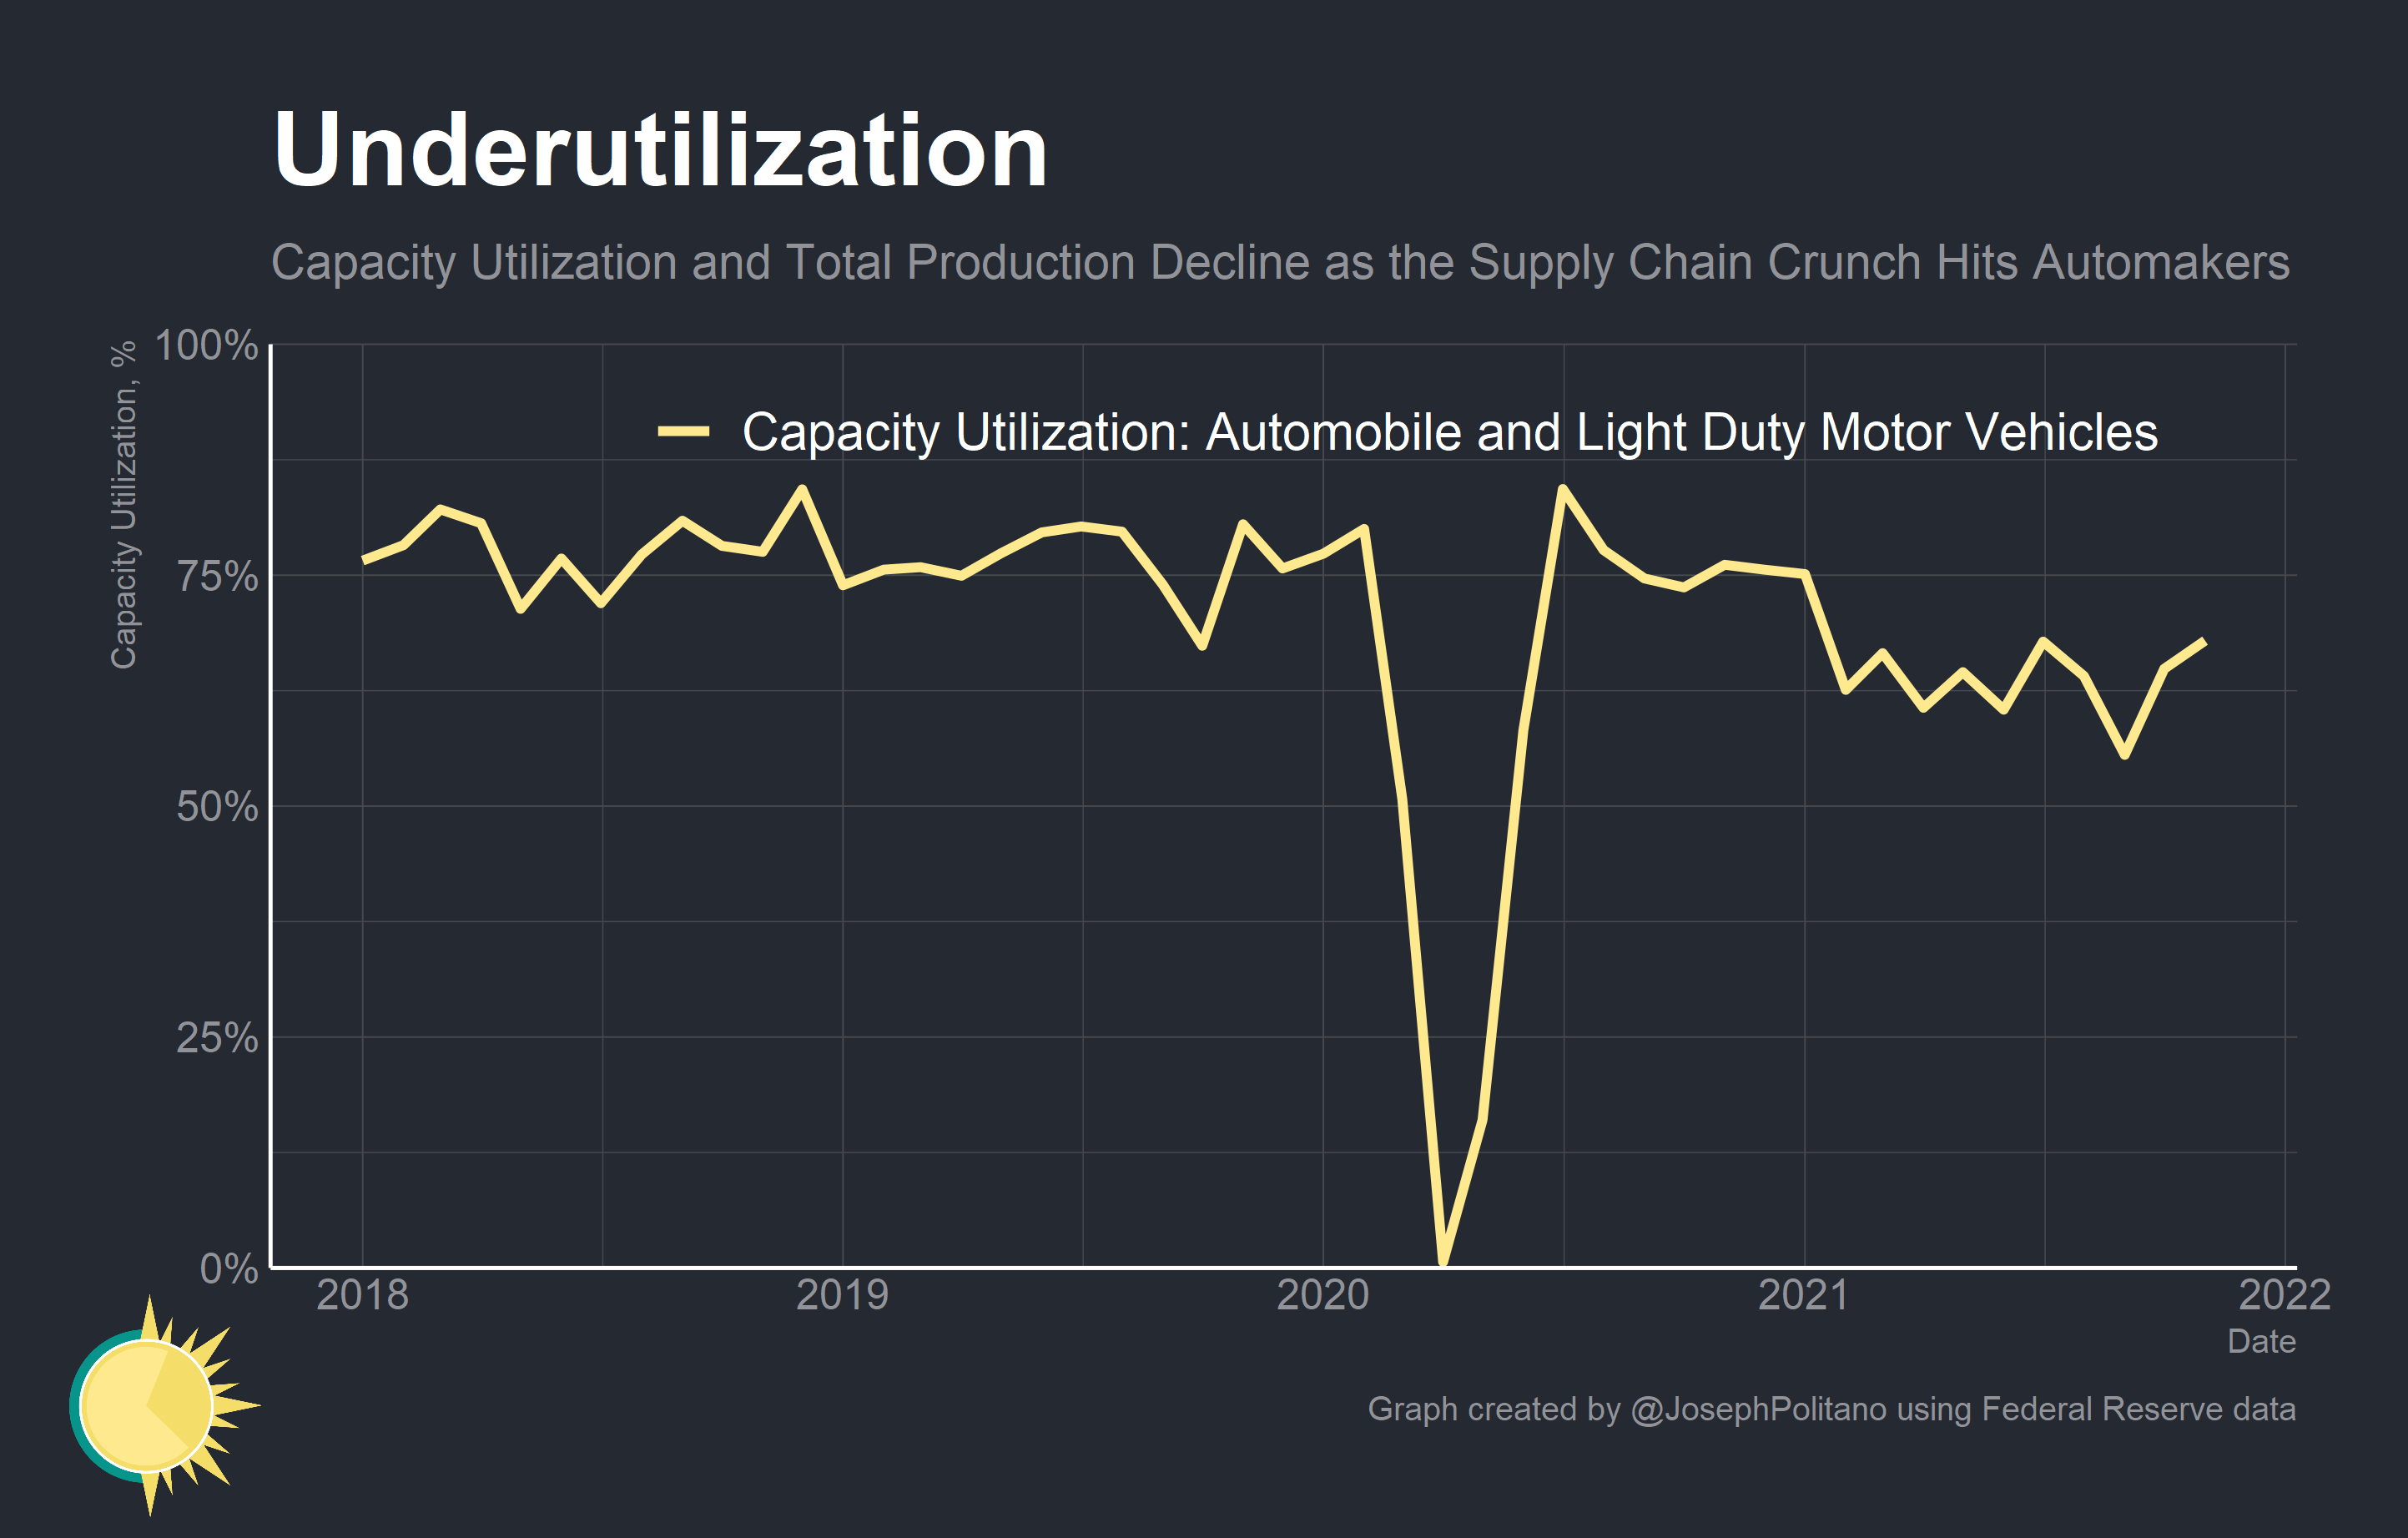 Underutilization
Capacity Utilization and Total Production Decline as the Supply Chain Crunch Hits Automakers
Capacity Utilization, %
100%
75%
50%
25%
0%
Capacity Utilization: Automobile and Light Duty Motor Vehicles
2018 2019 2020 2021 2022
Date
Graph created by @JosephPolitano using Federal Reserve data